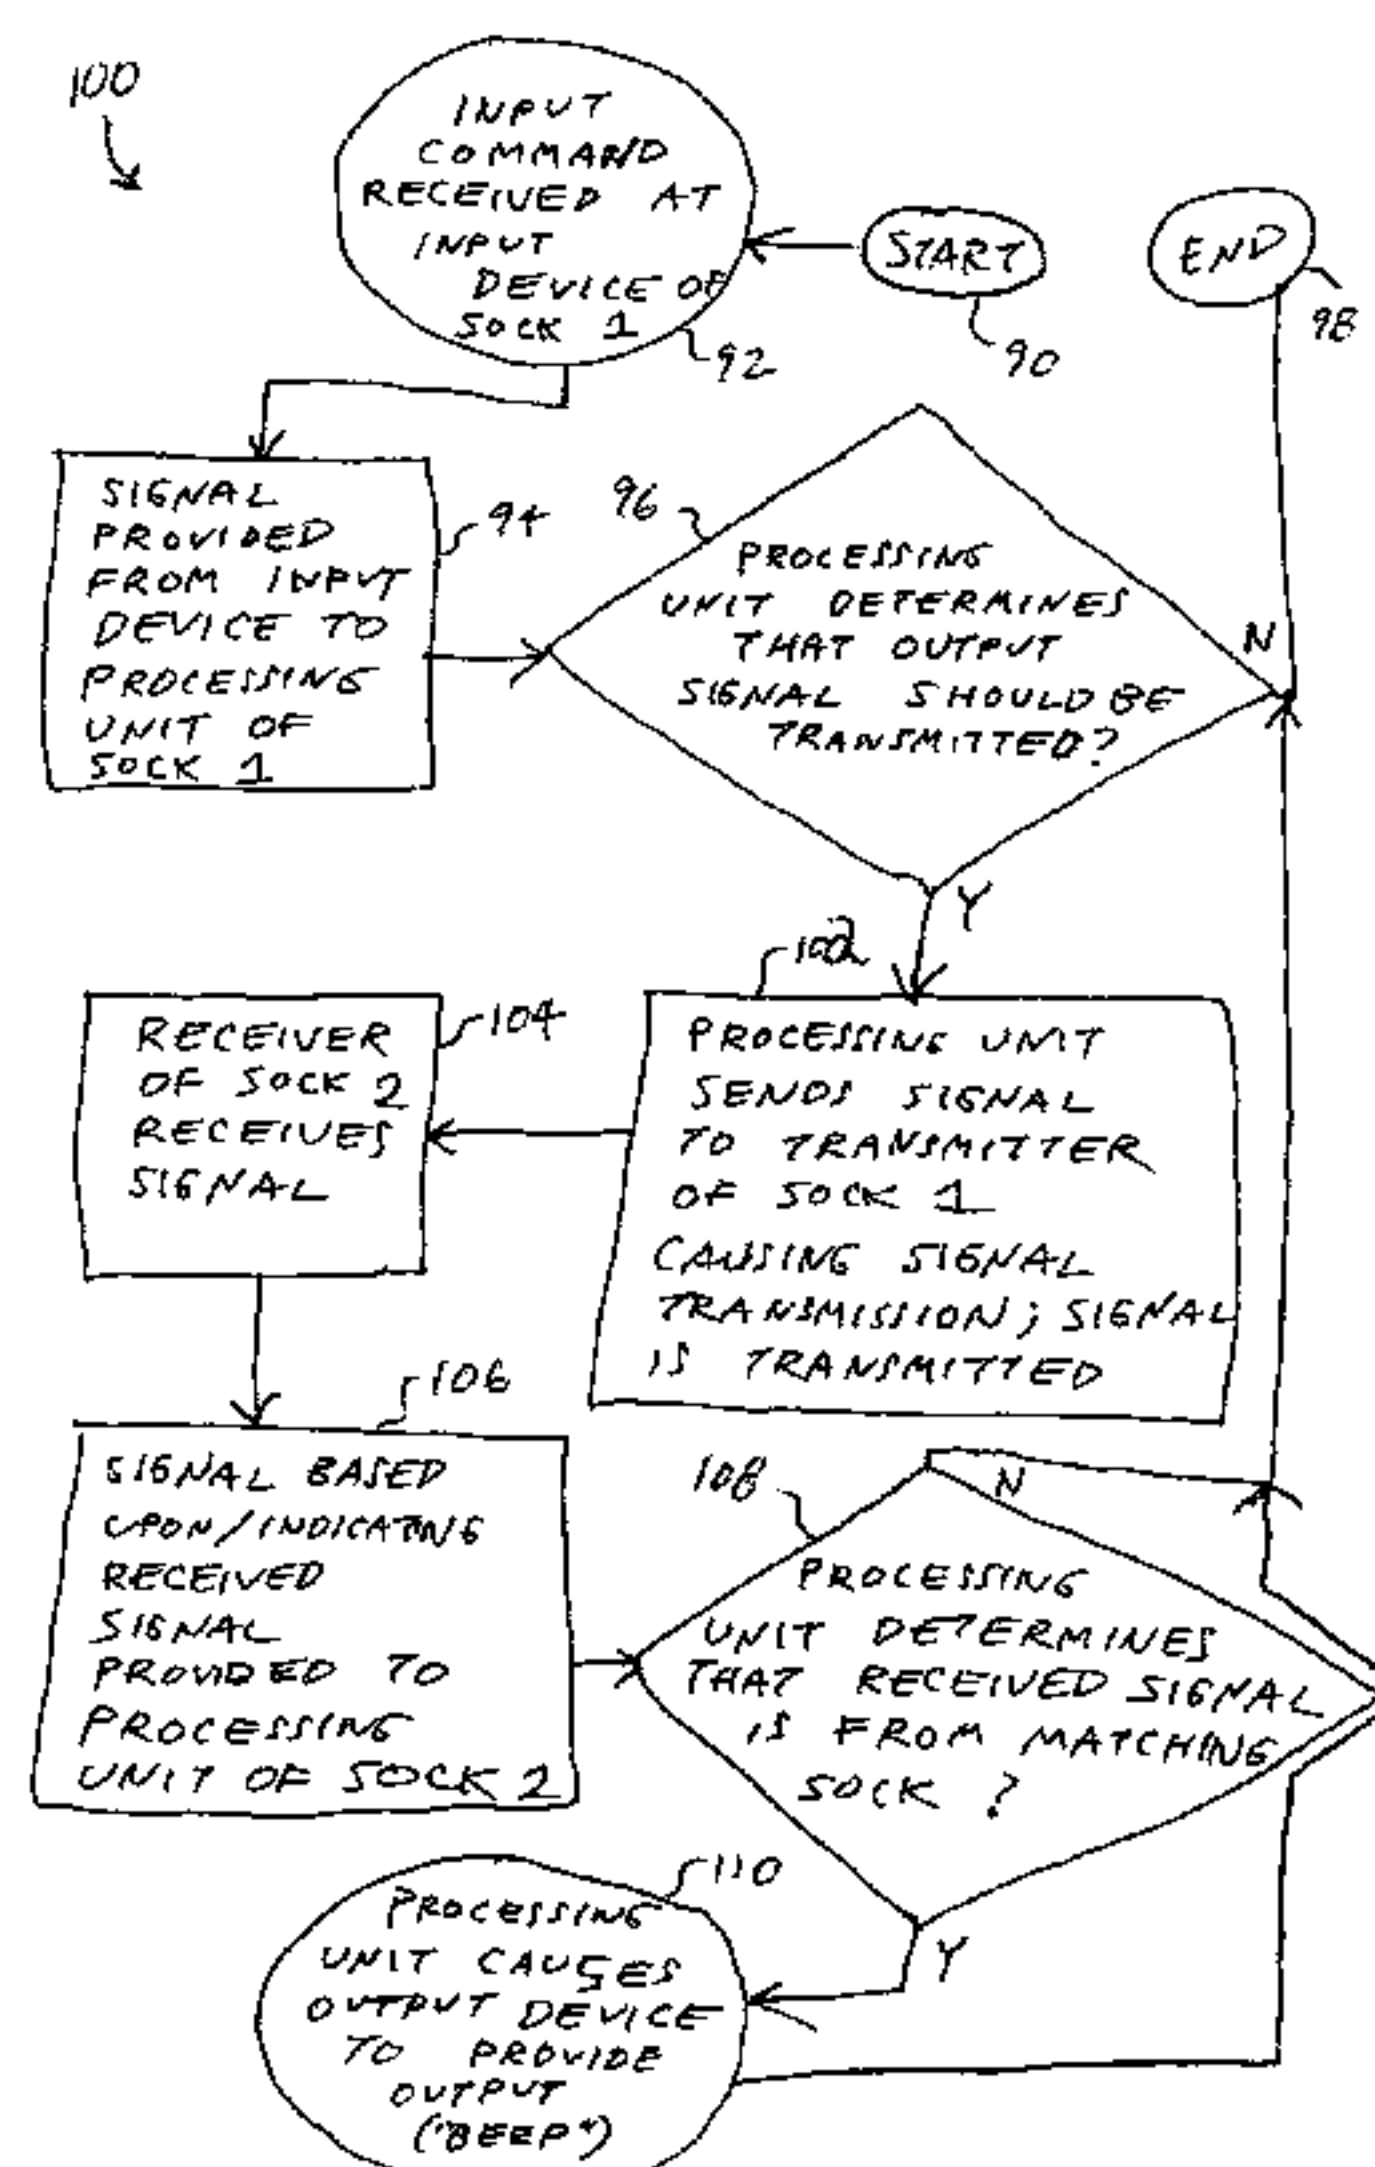 100
INPUT
COMMAND
RECEIVED AT
INPUT
DEVICE OF
SOCK 1
92
START
90
END
98
SIGNAL
PROVIDED
FROM INPUT
DEVICE TO
PROCESSING
UNIT OF
SOCK 1
94
96
PROCESSING
UNIT DETERMINES
THAT OUTPUT
SIGNAL SHOULD BE
TRANSMITTED?
N
Y
102
PROCESSING UNIT
SENDS SIGNAL
TO TRANSMITTER
OF SOCK 1
CAUSING SIGNAL
TRANSMISSION; SIGNAL
IS TRANSMITTED
104
RECEIVER
OF SOCK 2
RECEIVES
SIGNAL
106
SIGNAL BASED
UPON/INDICATING
RECEIVED
SIGNAL
PROVIDED TO
PROCESSING
UNIT OF SOCK 2
108
N
PROCESSING
UNIT DETERMINES
THAT RECEIVED SIGNAL
IS FROM MATCHING
SOCK ?
Y
110
PROCESSING
UNIT CAUSES
OUTPUT DEVICE
TO PROVIDE
OUTPUT
("BEEP")